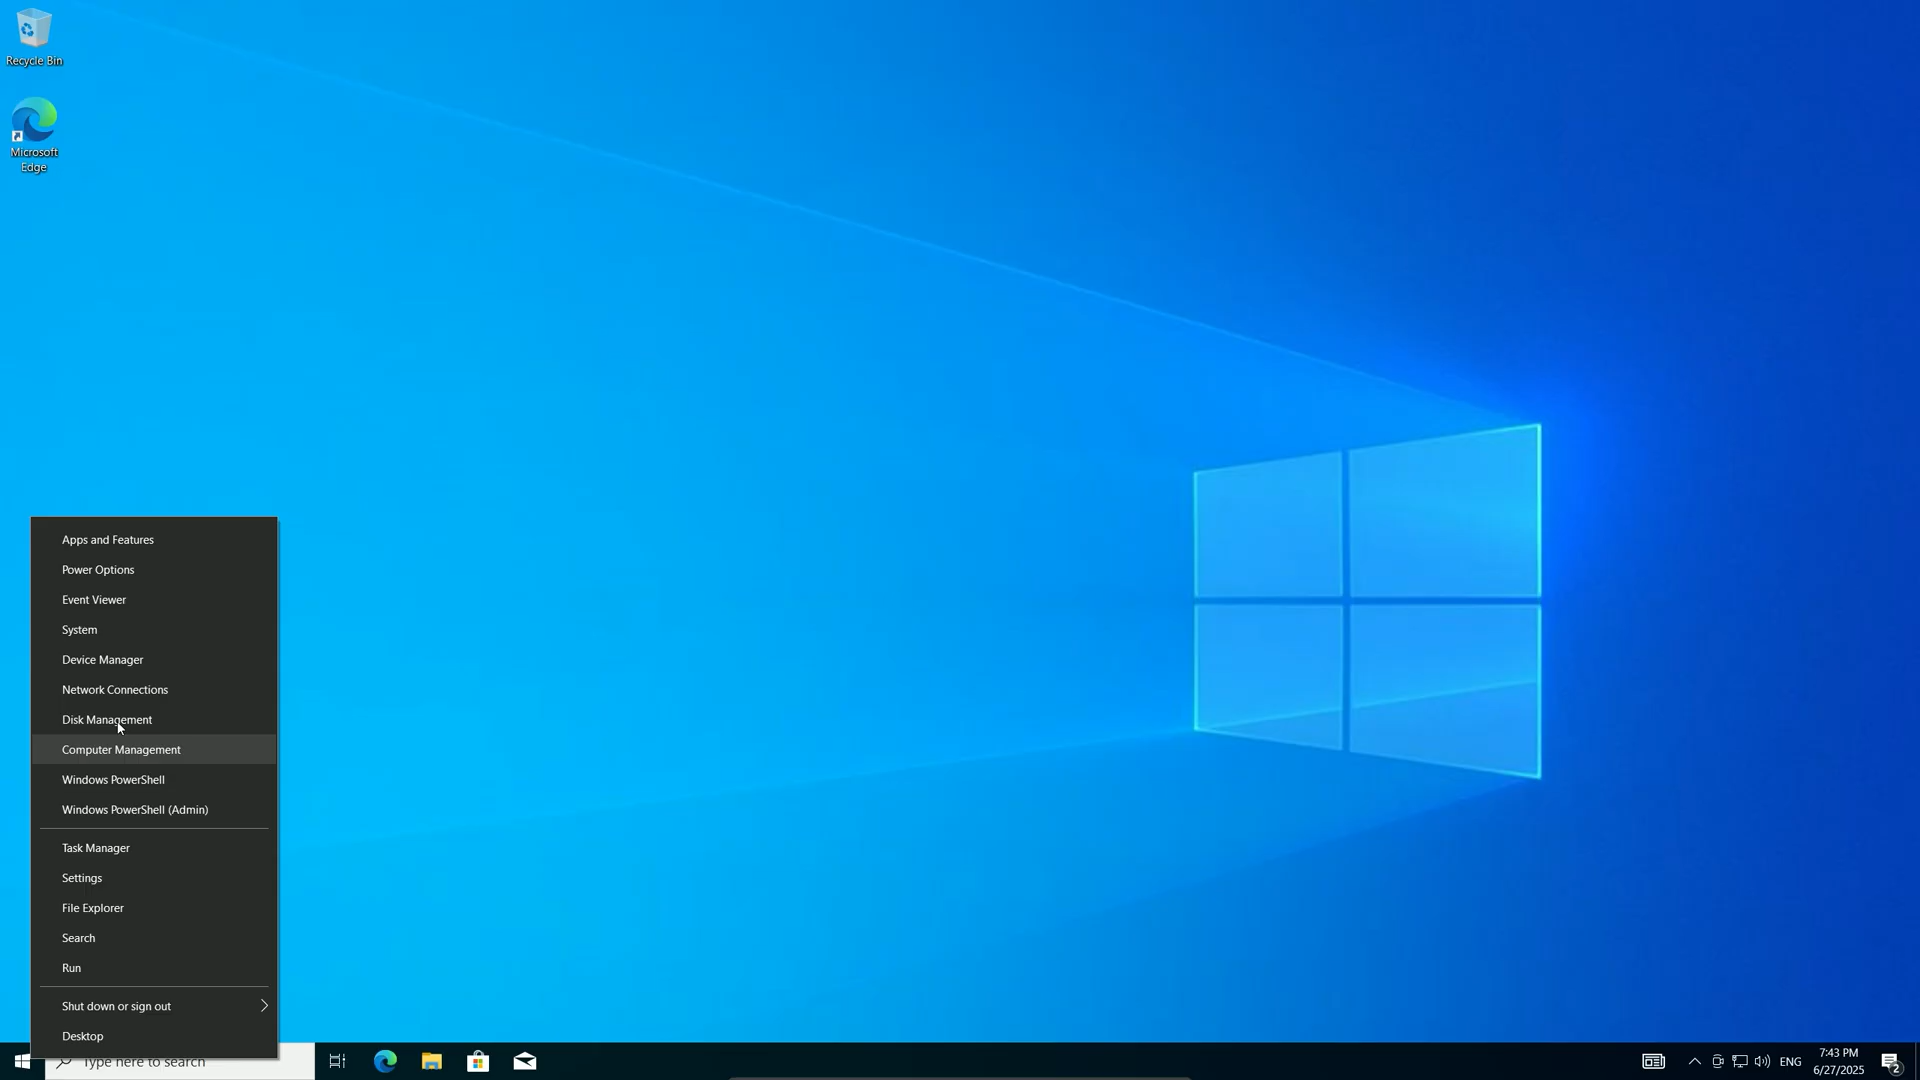 Recycle Bin
Microsoft
Edge
Apps and Features
Power Options
Event Viewer
System
Device Manager
Network Connections
Disk Management
Computer Management
Windows PowerShell
Windows PowerShell (Admin)
Task Manager
Settings
File Explorer
Search
Run
Shut down or sign out
Desktop
Type here to search
ENG
7:43 PM
6/27/2025
2